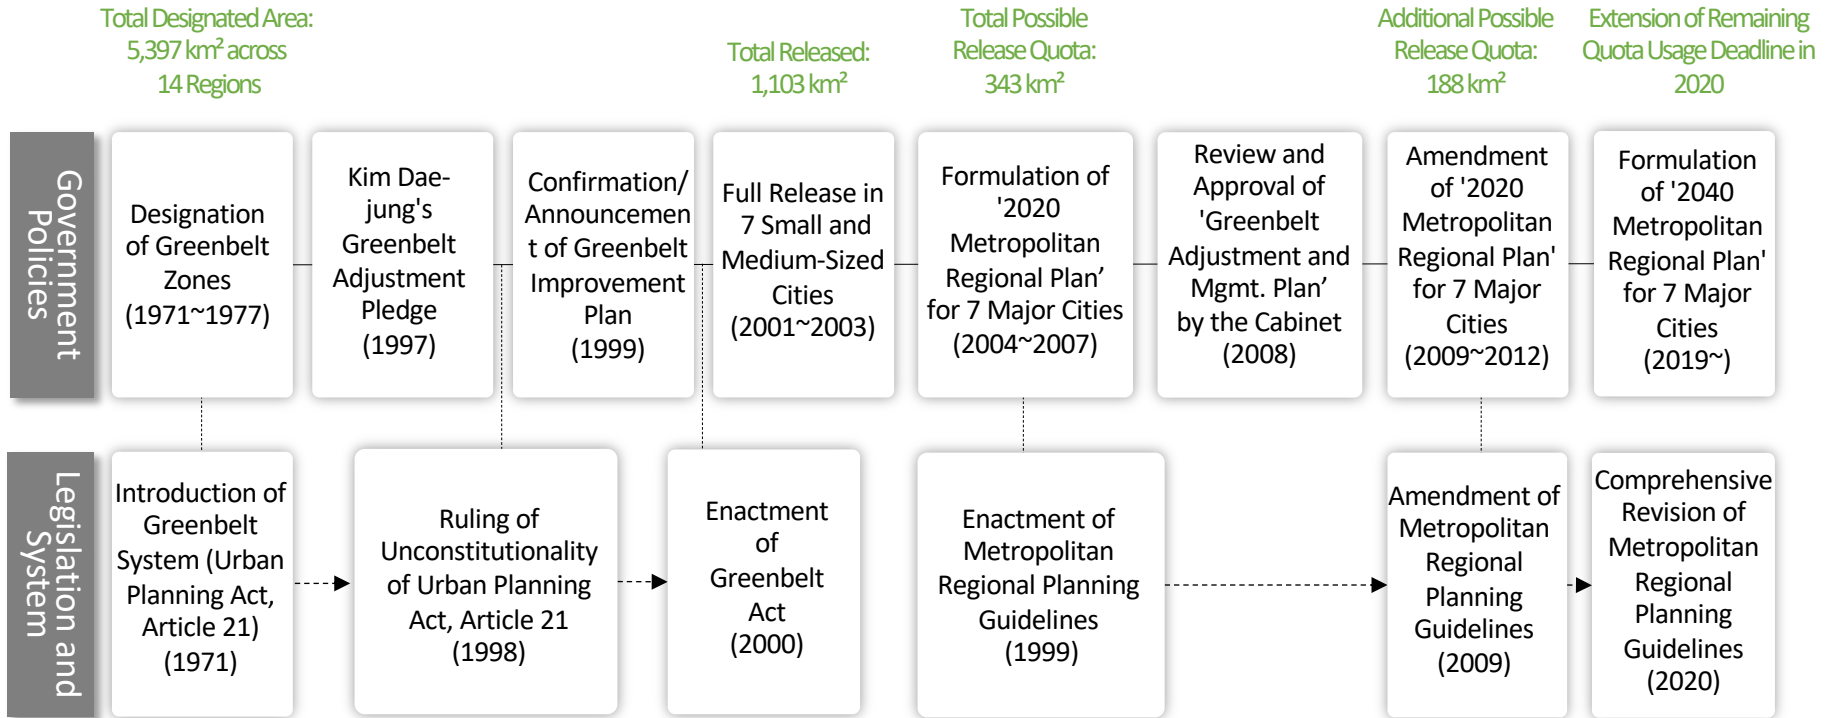 Total Designated Area:
5,397 km² across
14 Regions
Total Released:
1,103 km²
Total Possible
Release Quota:
343 km²
Additional Possible
Release Quota:
188 km²
Extension of Remaining
Quota Usage Deadline in
2020
Government
Policies
Designation
of Greenbelt
Zones
(1971~1977)
Kim Dae-
jung's
Greenbelt
Adjustment
Pledge
(1997)
Confirmation/
Announcemen
t of Greenbelt
Improvement
Plan
(1999)
Full Release in
7 Small and
Medium-Sized
Cities
(2001~2003)
Formulation of
'2020
Metropolitan
Regional Plan’
for 7 Major Cities
(2004~2007)
Review and
Approval of
'Greenbelt
Adjustment and
Mgmt. Plan’
by the Cabinet
(2008)
Amendment
of '2020
Metropolitan
Regional Plan'
for 7 Major
Cities
(2009~2012)
Formulation
of '2040
Metropolitan
Regional Plan'
for 7 Major
Cities
(2019~)
Legislation and
System
Introduction of
Greenbelt
System (Urban
Planning Act,
Article 21)
(1971)
Ruling of
Unconstitutionality
of Urban Planning
Act, Article 21
(1998)
Enactment
of
Greenbelt
Act
(2000)
Enactment of
Metropolitan
Regional Planning
Guidelines
(1999)
Amendment of
Metropolitan
Regional
Planning
Guidelines
(2009)
Comprehensive
Revision of
Metropolitan
Regional
Planning
Guidelines
(2020)